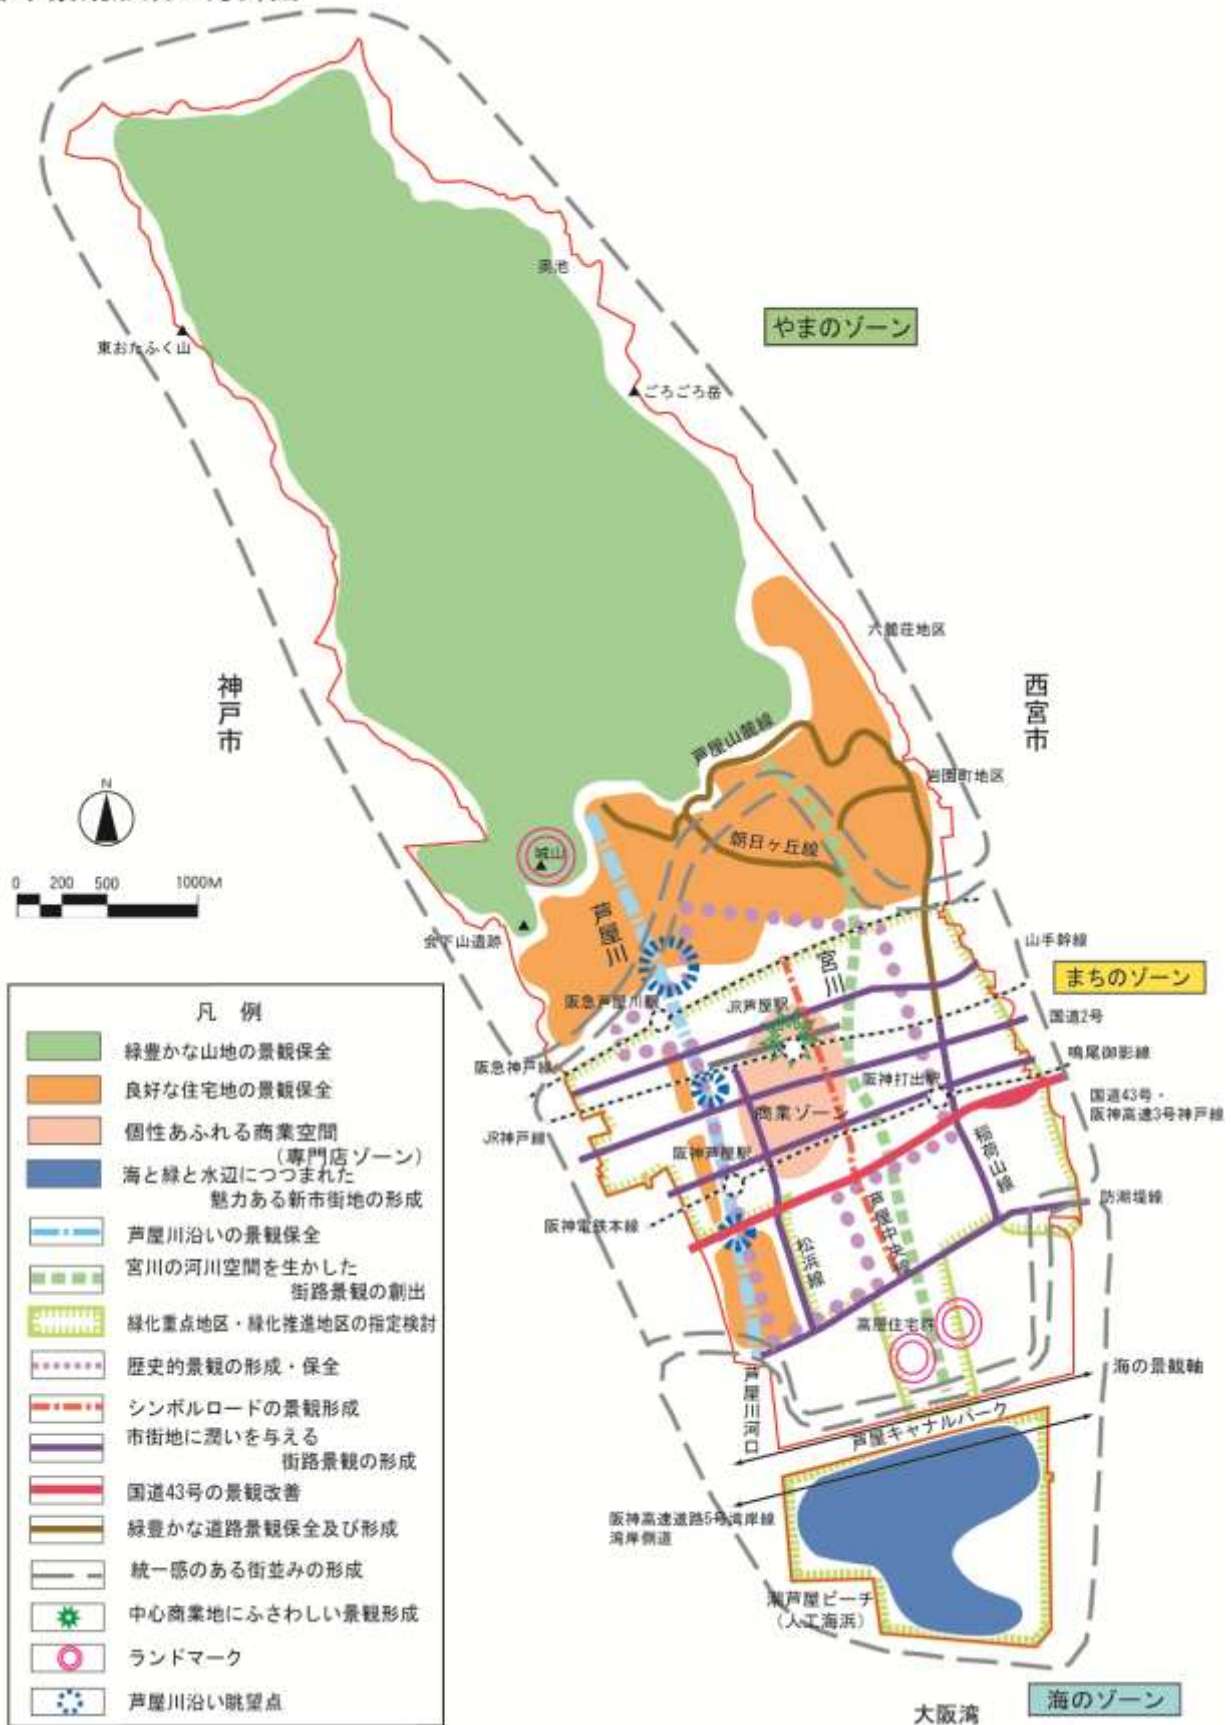 奥池
やまのゾーン
東おたふく山
ごろごろ岳
六麓荘地区
神戸市
西宮市
芦屋山麓線
岩園町地区
N
朝日ヶ丘線
城山
0 200 500 1000M
芦屋川
会下山遺跡
宮川
山手幹線
まちのゾーン
阪急芦屋川駅
JR芦屋駅
国道2号
鳴尾御影線
阪急神戸線
阪神打出駅
国道43号・
阪神高速3号神戸線
商業ゾーン
JR神戸線
阪神芦屋駅
稲荷山線
防潮堤線
阪神電鉄本線
松浜線
芦屋中央線
高層住宅群
海の景観軸
芦屋川河口
芦屋キャナルパーク
阪神高速道路5号湾岸線
湾岸側道
潮芦屋ビーチ
(人工海浜)
海のゾーン
大阪湾
凡 例
緑豊かな山地の景観保全
良好な住宅地の景観保全
個性あふれる商業空間
(専門店ゾーン)
海と緑と水辺につつまれた
魅力ある新市街地の形成
芦屋川沿いの景観保全
宮川の河川空間を生かした
街路景観の創出
緑化重点地区・緑化推進地区の指定検討
歴史的景観の形成・保全
シンボルロードの景観形成
市街地に潤いを与える
街路景観の形成
国道43号の景観改善
緑豊かな道路景観保全及び形成
統一感のある街並みの形成
中心商業地にふさわしい景観形成
ランドマーク
芦屋川沿い眺望点